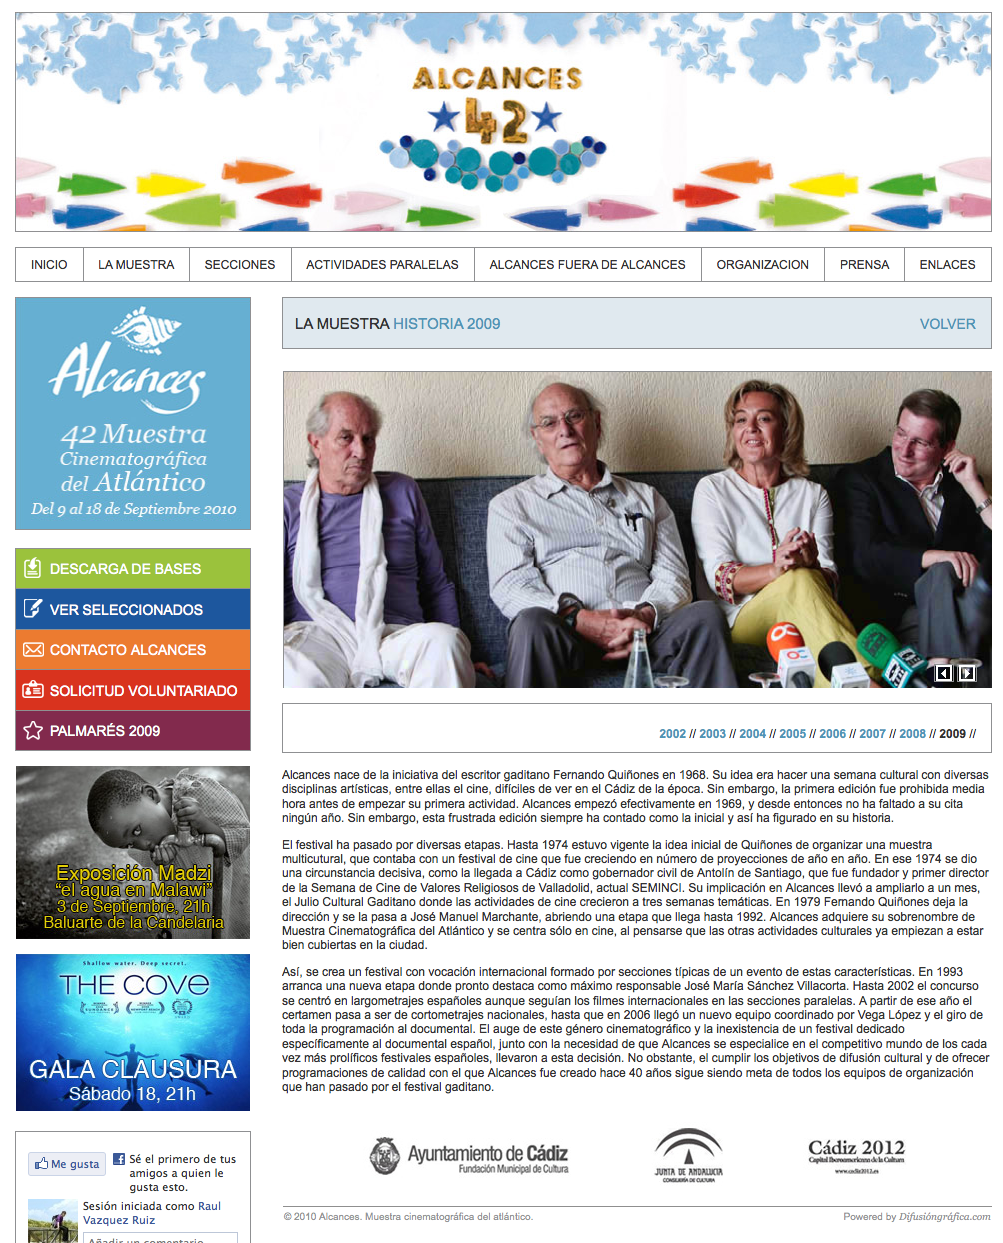 ALCANCES
42
INICIO
LA MUESTRA
SECCIONES
ACTIVIDADES PARALELAS
ALCANCES FUERA DE ALCANCES
ORGANIZACION
PRENSA
ENLACES
Alcances
42 Muestra
Cinematográfica
del Atlántico
Del 9 al 18 de Septiembre 2010
DESCARGA DE BASES
VER SELECCIONADOS
CONTACTO ALCANCES
SOLICITUD VOLUNTARIADO
PALMARÉS 2009
Exposición Madzi
“el agua en Malawi”
3 de Septiembre, 21h
Baluarte de la Candelaria
Shallow water. Deep secret.
THE COVE
GALA CLAUSURA
Sábado 18, 21h
Me gusta
Sé el primero de tus
amigos a quien le
gusta esto.
Sesión iniciada como Raul
Vazquez Ruiz
Añadir un comentario
LA MUESTRA HISTORIA 2009
VOLVER
2002 // 2003 // 2004 // 2005 // 2006 // 2007 // 2008 // 2009 //
Alcances nace de la iniciativa del escritor gaditano Fernando Quiñones en 1968. Su idea era hacer una semana cultural con diversas
disciplinas artísticas, entre ellas el cine, difíciles de ver en el Cádiz de la época. Sin embargo, la primera edición fue prohibida media
hora antes de empezar su primera actividad. Alcances empezó efectivamente en 1969, y desde entonces no ha faltado a su cita
ningún año. Sin embargo, esta frustrada edición siempre ha contado como la inicial y así ha figurado en su historia.
El festival ha pasado por diversas etapas. Hasta 1974 estuvo vigente la idea inicial de Quiñones de organizar una muestra
multicutural, que contaba con un festival de cine que fue creciendo en número de proyecciones de año en año. En ese 1974 se dio
una circunstancia decisiva, como la llegada a Cádiz como gobernador civil de Antolín de Santiago, que fue fundador y primer director
de la Semana de Cine de Valores Religiosos de Valladolid, actual SEMINCI. Su implicación en Alcances llevó a ampliarlo a un mes,
el Julio Cultural Gaditano donde las actividades de cine crecieron a tres semanas temáticas. En 1979 Fernando Quiñones deja la
dirección y se la pasa a José Manuel Marchante, abriendo una etapa que llega hasta 1992. Alcances adquiere su sobrenombre de
Muestra Cinematográfica del Atlántico y se centra sólo en cine, al pensarse que las otras actividades culturales ya empiezan a estar
bien cubiertas en la ciudad.
Así, se crea un festival con vocación internacional formado por secciones típicas de un evento de estas características. En 1993
arranca una nueva etapa donde pronto destaca como máximo responsable José María Sánchez Villacorta. Hasta 2002 el concurso
se centró en largometrajes españoles aunque seguían los filmes internacionales en las secciones paralelas. A partir de ese año el
certamen pasa a ser de cortometrajes nacionales, hasta que en 2006 llegó un nuevo equipo coordinado por Vega López y el giro de
toda la programación al documental. El auge de este género cinematográfico y la inexistencia de un festival dedicado
específicamente al documental español, junto con la necesidad de que Alcances se especialice en el competitivo mundo de los cada
vez más prolíficos festivales españoles, llevaron a esta decisión. No obstante, el cumplir los objetivos de difusión cultural y de ofrecer
programaciones de calidad con el que Alcances fue creado hace 40 años sigue siendo meta de todos los equipos de organización
que han pasado por el festival gaditano.
Ayuntamiento de Cádiz
Fundación Municipal de Cultura
JUNTA DE ANDALUCIA
CONSEJERÍA DE CULTURA
Cádiz 2012
Capital Iberoamericana de la Cultura
www.cadiz2012.es
© 2010 Alcances. Muestra cinematográfica del atlántico.
Powered by Difusióngráfica.com